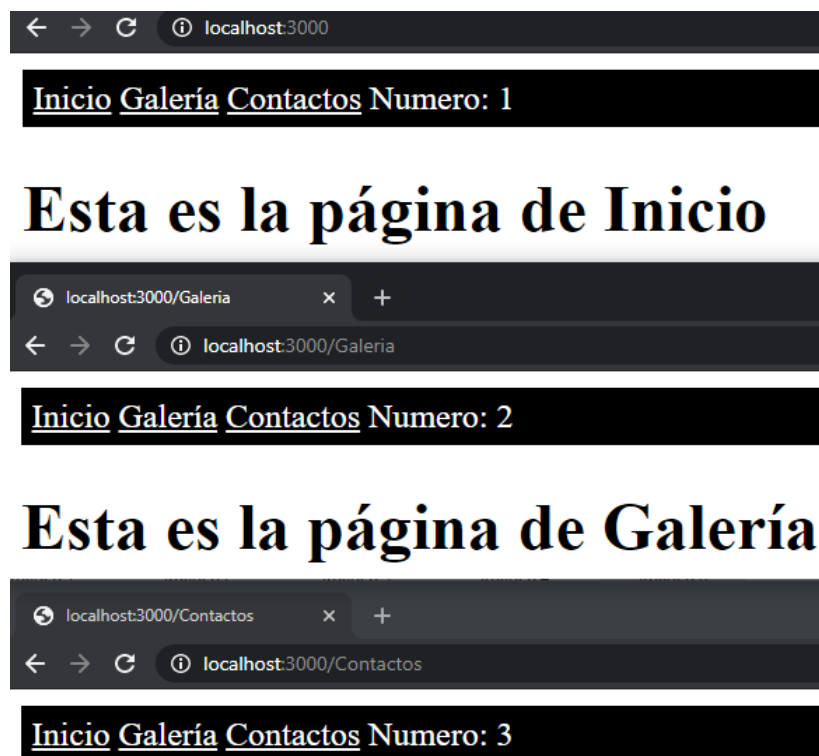 localhost:3000
Inicio Galería Contactos Numero: 1
Esta es la página de Inicio
localhost:3000/Galeria
localhost:3000/Galeria
Inicio Galería Contactos Numero: 2
Esta es la página de Galería
localhost:3000/Contactos
localhost:3000/Contactos
Inicio Galería Contactos Numero: 3